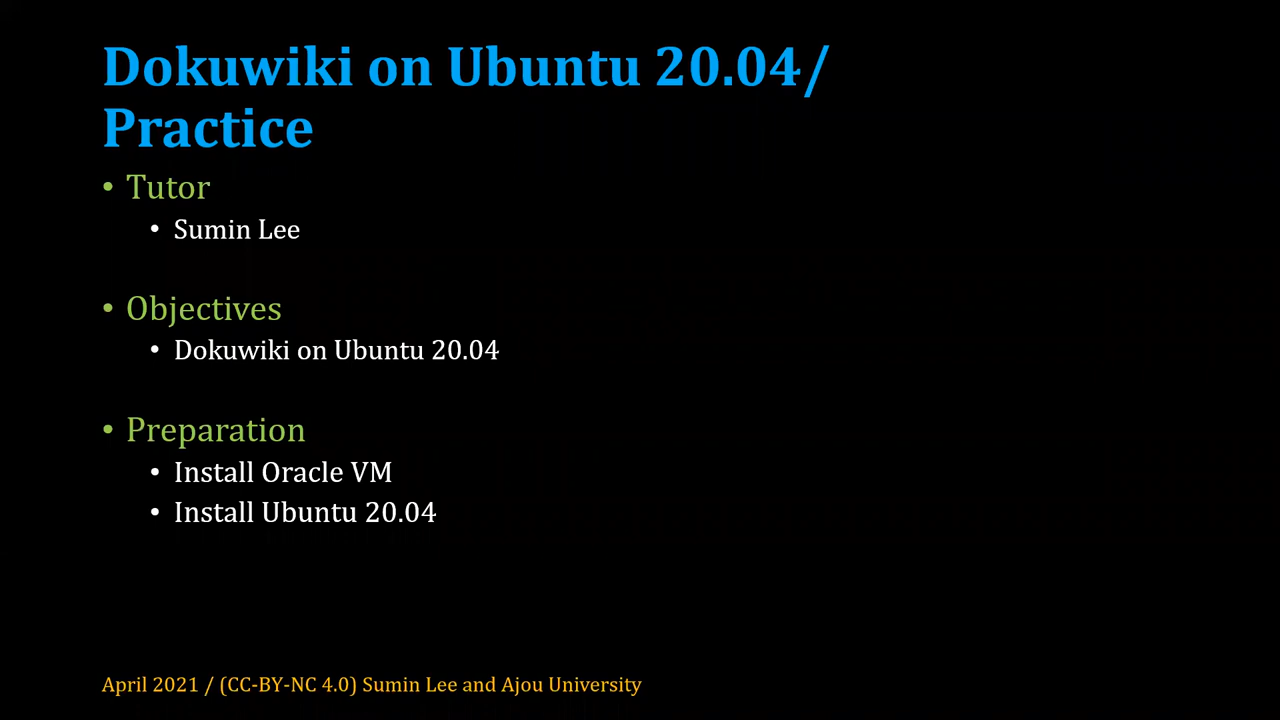 Dokuwiki on Ubuntu 20.04/
Practice
• Tutor
• Sumin Lee
• Objectives
• Dokuwiki on Ubuntu 20.04
• Preparation
• Install Oracle VM
• Install Ubuntu 20.04
April 2021 / (CC-BY-NC 4.0) Sumin Lee and Ajou University